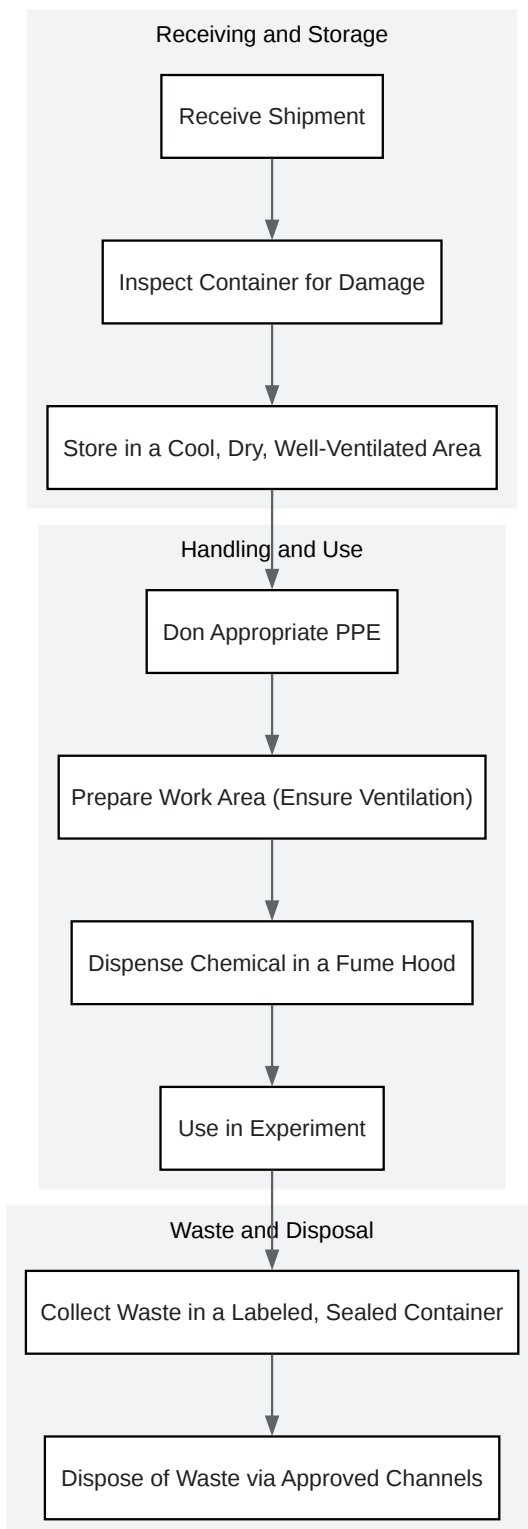 Receiving and Storage
Receive Shipment
Inspect Container for Damage
Store in a Cool, Dry, Well-Ventilated Area
Handling and Use
Don Appropriate PPE
Prepare Work Area (Ensure Ventilation)
Dispense Chemical in a Fume Hood
Use in Experiment
Waste and Disposal
Collect Waste in a Labeled, Sealed Container
Dispose of Waste via Approved Channels